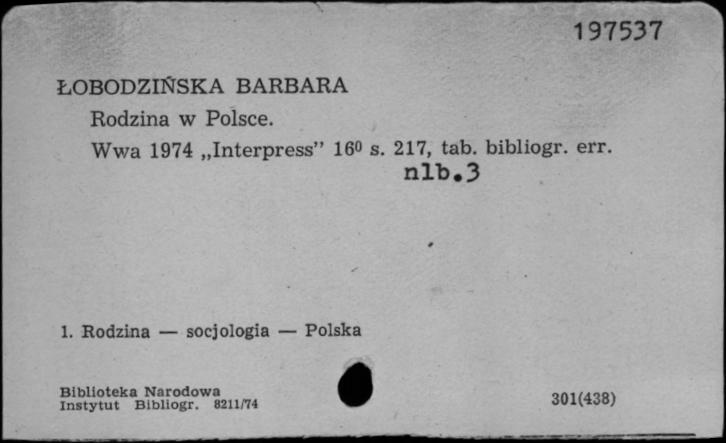 197537
ŁOBODZIŃSKA BARBARA
Rodzina w Polsce.
Wwa 1974 „Interpress” 16⁰ s. 217, tab. bibliogr. err.
nlb.3
1. Rodzina — socjologia — Polska
Biblioteka Narodowa
Instytut Bibliogr. 8211/74
301(438)